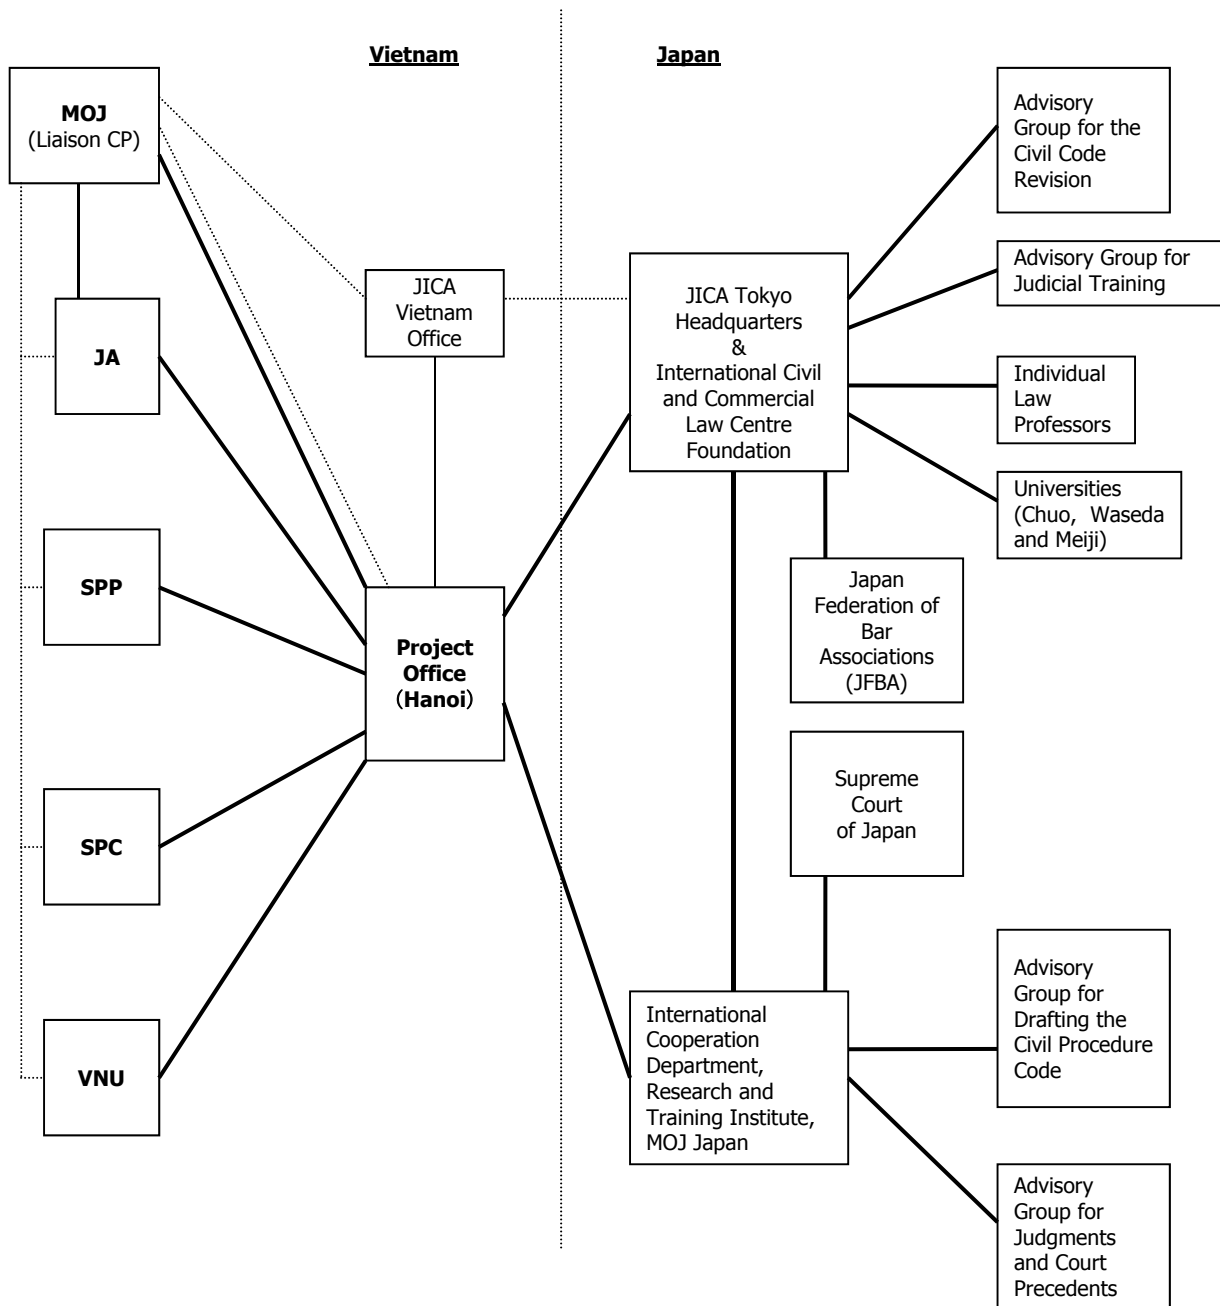 Vietnam
Japan
MOJ
(Liaison CP)
JA
SPP
SPC
VNU
JICA
Vietnam
Office
Project
Office
(Hanoi)
JICA Tokyo
Headquarters
&
International Civil
and Commercial
Law Centre
Foundation
Japan
Federation of
Bar
Associations
(JFBA)
Supreme
Court
of Japan
International
Cooperation
Department,
Research and
Training Institute,
MOJ Japan
Advisory
Group for the
Civil Code
Revision
Advisory Group for
Judicial Training
Individual
Law
Professors
Universities
(Chuo, Waseda
and Meiji)
Advisory
Group for
Drafting the
Civil Procedure
Code
Advisory
Group for
Judgments
and Court
Precedents